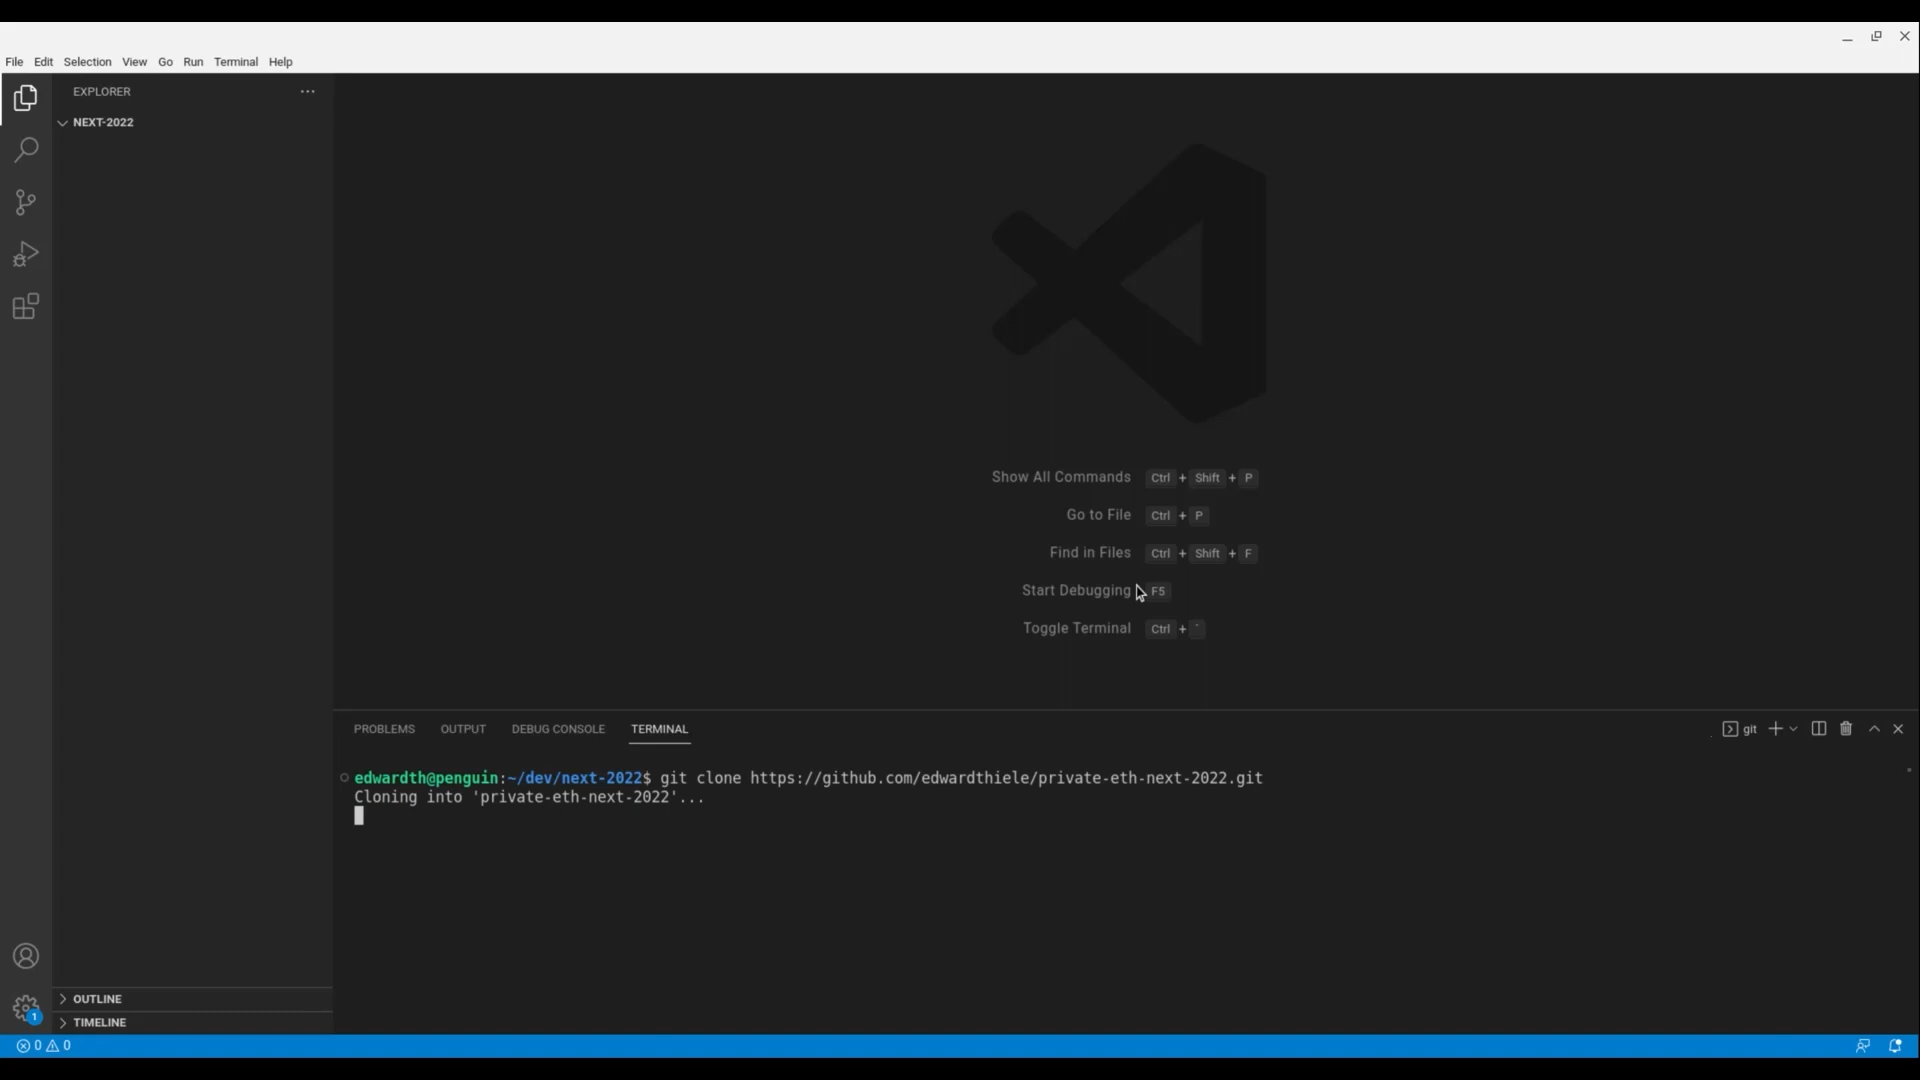 File Edit Selection View Go Run Terminal Help
EXPLORER
NEXT-2022
Show All Commands Ctrl + Shift + P
Go to File Ctrl + P
Find in Files Ctrl + Shift + F
Start Debugging F5
Toggle Terminal Ctrl + `
PROBLEMS OUTPUT DEBUG CONSOLE TERMINAL git
edwardth@penguin:~/dev/next-2022$ git clone https://github.com/edwardthiele/private-eth-next-2022.git
Cloning into 'private-eth-next-2022'...
OUTLINE
1
TIMELINE
0 0